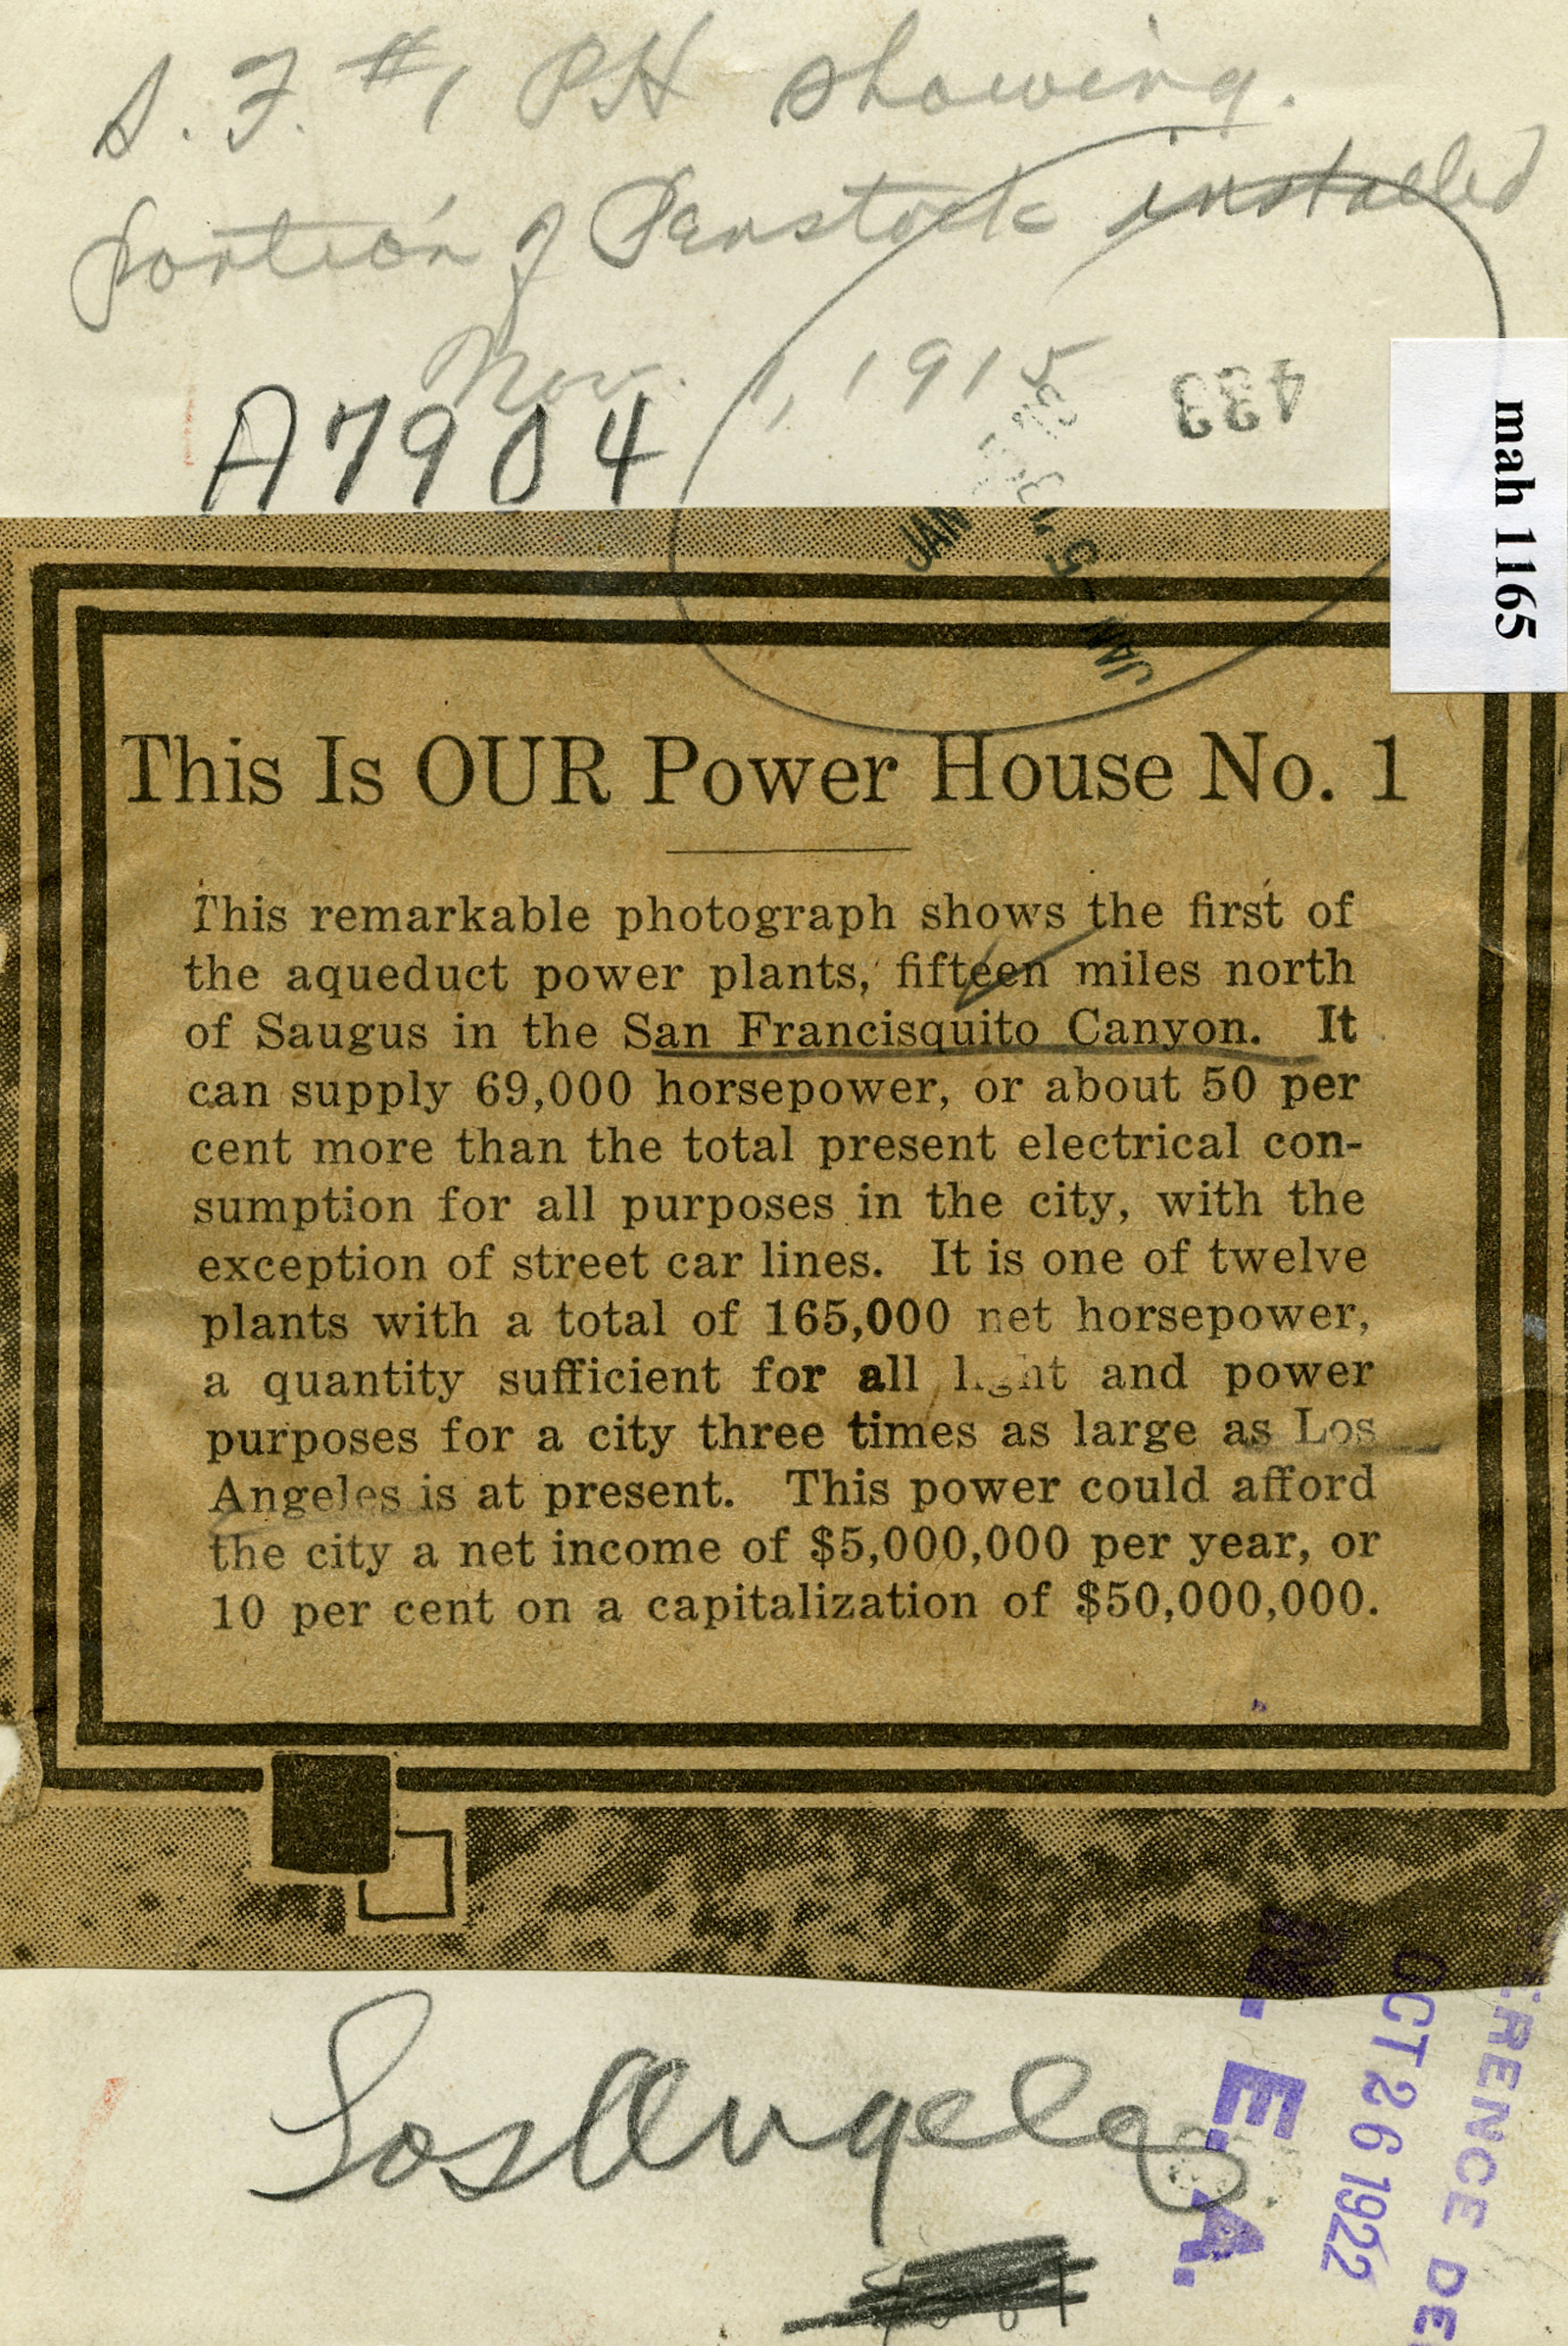 S. F. #1 PH showing.
portion of Penstock installed
Nov. 1, 1915
A7904
433
mah 1165
JAN
JAN 5
This Is OUR Power House No. 1
This remarkable photograph shows the first of
the aqueduct power plants, fifteen miles north
of Saugus in the San Francisquito Canyon. It
can supply 69,000 horsepower, or about 50 per
cent more than the total present electrical con-
sumption for all purposes in the city, with the
exception of street car lines. It is one of twelve
plants with a total of 165,000 net horsepower,
a quantity sufficient for all light and power
purposes for a city three times as large as Los
Angeles is at present. This power could afford
the city a net income of $5,000,000 per year, or
10 per cent on a capitalization of $50,000,000.
Los Angeles
N. E. A.
OCT 26 1922
ERENCE DE